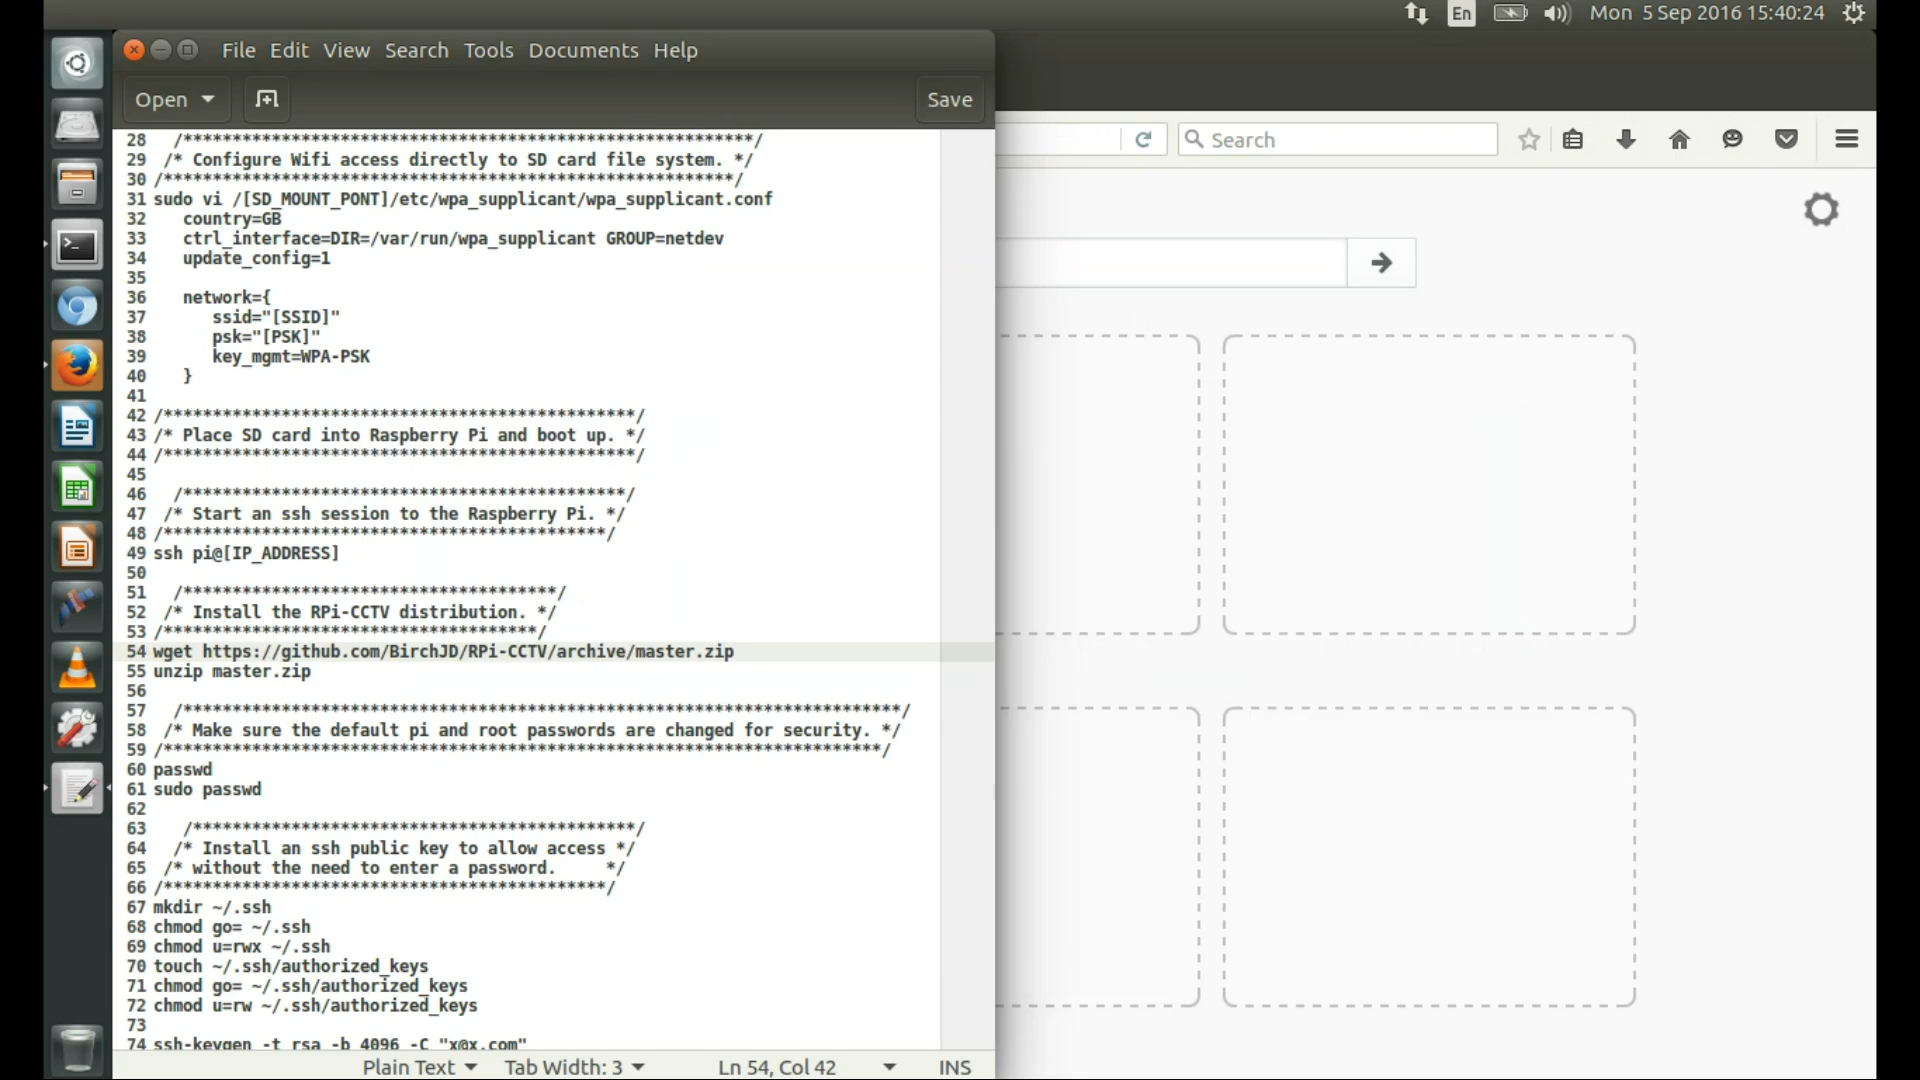 En Mon 5 Sep 2016 15:40:24
File Edit View Search Tools Documents Help
Open Save
Search
28 /**********************************************************/
29 /* Configure Wifi access directly to SD card file system. */
30 /**********************************************************/
31 sudo vi /[SD_MOUNT_PONT]/etc/wpa_supplicant/wpa_supplicant.conf
32 country=GB
33 ctrl_interface=DIR=/var/run/wpa_supplicant GROUP=netdev
34 update_config=1
35
36 network={
37 ssid="[SSID]"
38 psk="[PSK]"
39 key_mgmt=WPA-PSK
40 }
41
42 /************************************************/
43 /* Place SD card into Raspberry Pi and boot up. */
44 /************************************************/
45
46 /*********************************************/
47 /* Start an ssh session to the Raspberry Pi. */
48 /*********************************************/
49 ssh pi@[IP_ADDRESS]
50
51 /**************************************/
52 /* Install the RPi-CCTV distribution. */
53 /**************************************/
54 wget https://github.com/BirchJD/RPi-CCTV/archive/master.zip
55 unzip master.zip
56
57 /*************************************************************************/
58 /* Make sure the default pi and root passwords are changed for security. */
59 /*************************************************************************/
60 passwd
61 sudo passwd
62
63 /*********************************************/
64 /* Install an ssh public key to allow access */
65 /* without the need to enter a password. */
66 /*********************************************/
67 mkdir ~/.ssh
68 chmod go= ~/.ssh
69 chmod u=rwx ~/.ssh
70 touch ~/.ssh/authorized_keys
71 chmod go= ~/.ssh/authorized_keys
72 chmod u=rw ~/.ssh/authorized_keys
73
74 ssh-keygen -t rsa -b 4096 -C "x@x.com"
Plain Text Tab Width: 3 Ln 54, Col 42 INS